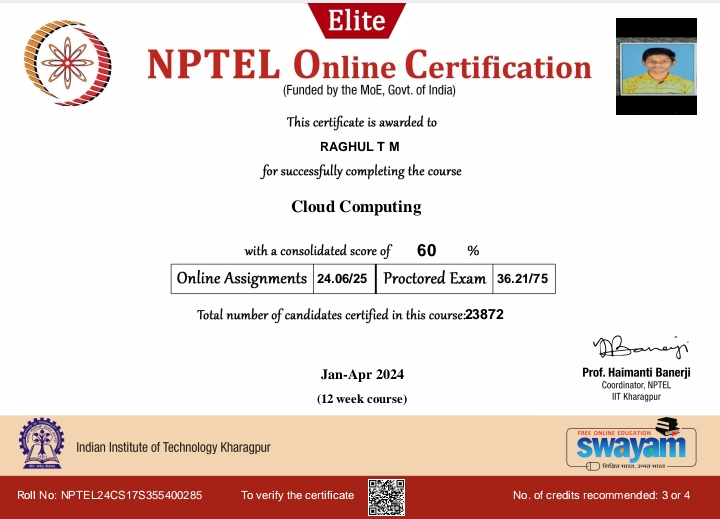 Elite
NPTEL Online Certification
(Funded by the MoE, Govt. of India)
This certificate is awarded to
RAGHUL T M
for successfully completing the course
Cloud Computing
with a consolidated score of 60 %
Online Assignments 24.06/25 Proctored Exam 36.21/75
Total number of candidates certified in this course:23872
Prof. Haimanti Banerji
Coordinator, NPTEL
IIT Kharagpur
Jan-Apr 2024
(12 week course)
Indian Institute of Technology Kharagpur
FREE ONLINE EDUCATION
swayam
शिक्षित भारत, उन्नत भारत
Roll No: NPTEL24CS17S355400285 To verify the certificate No. of credits recommended: 3 or 4